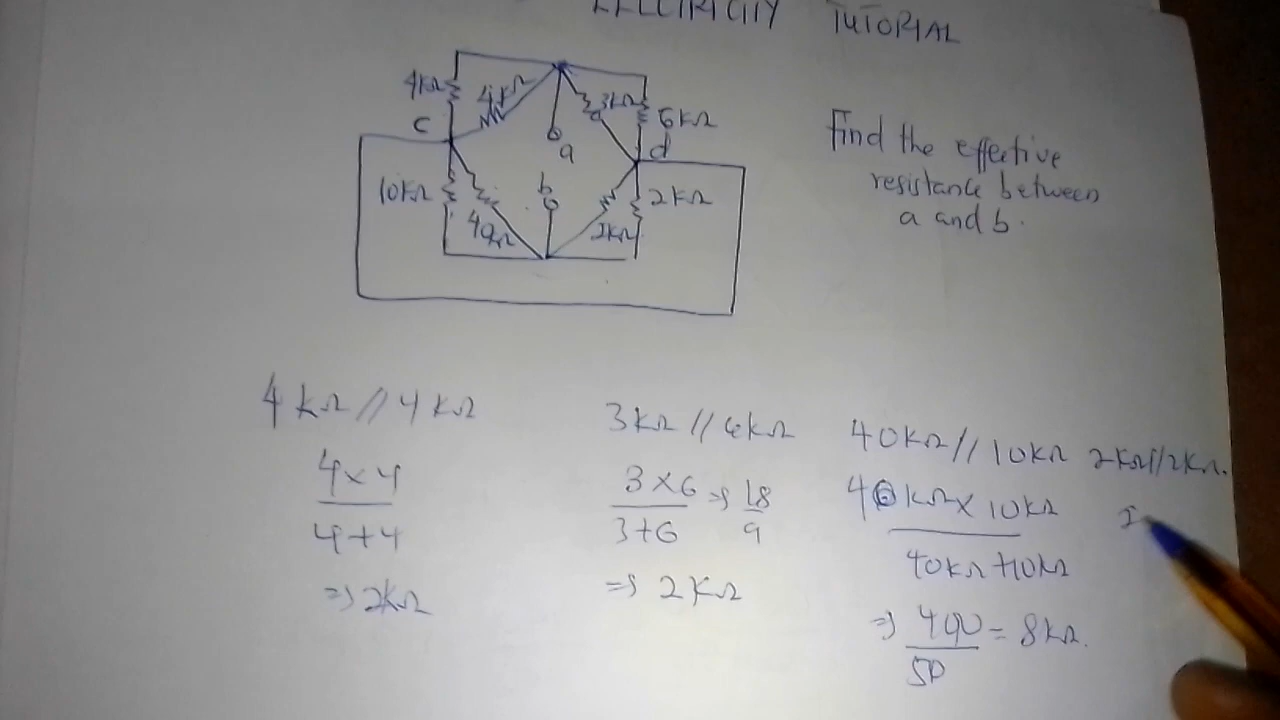 ELECTRICITY TUTORIAL
4kΩ 4kΩ 3kΩ 6kΩ
c a d
10kΩ b 2kΩ
40Ω 2kΩ
Find the effective
resistance between
a and b.
4kΩ//4kΩ
4×4
4+4
=> 2kΩ
3kΩ//6kΩ
3×6 => 18
3+6 9
=> 2kΩ
40kΩ//10kΩ 2kΩ//2kΩ.
40kΩ×10kΩ
40kΩ+10kΩ
=> 400 = 8kΩ.
50